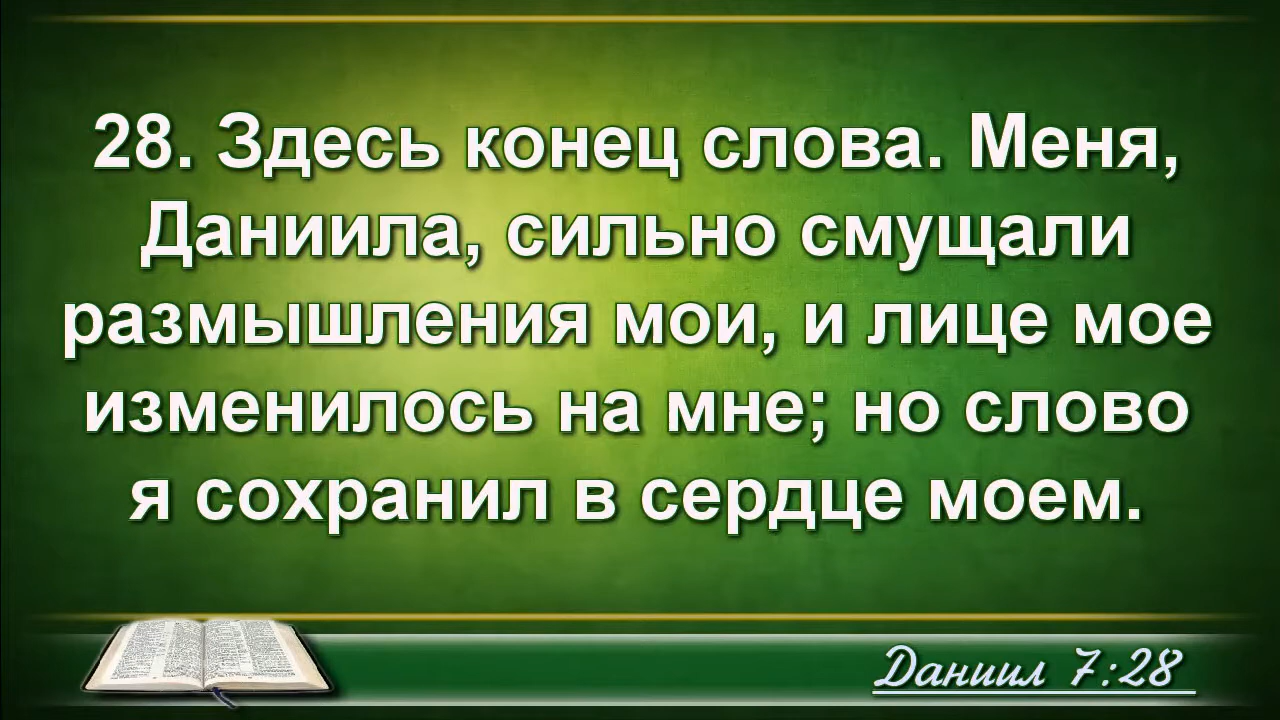 28. Здесь конец слова. Меня,
Даниила, сильно смущали
размышления мои, и лице мое
изменилось на мне; но слово
я сохранил в сердце моем.
Даниил 7:28